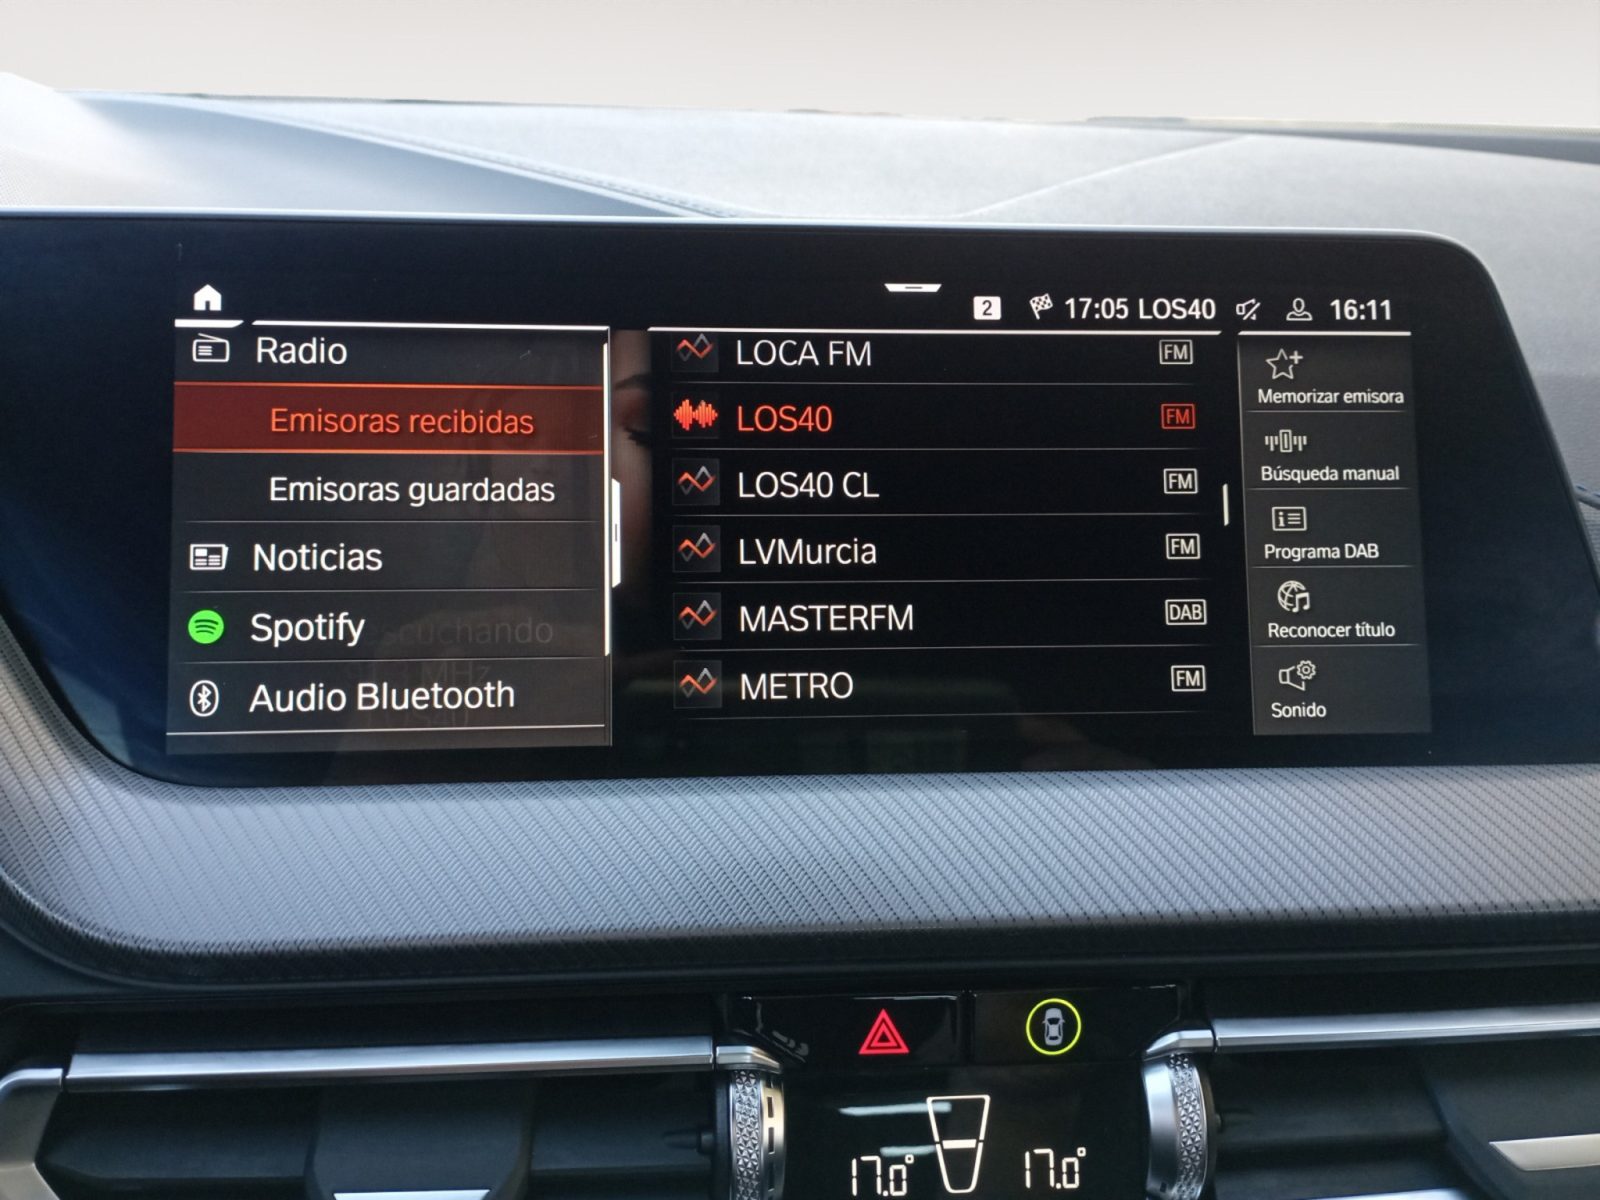 2 17:05 LOS40 16:11
Radio
Emisoras recibidas
Emisoras guardadas
Noticias
Spotify
escuchando
MHz
Audio Bluetooth
LOCA FM FM
LOS40 FM
LOS40 CL FM
LVMurcia FM
MASTERFM DAB
METRO FM
Memorizar emisora
Búsqueda manual
Programa DAB
Reconocer título
Sonido
17.0° 17.0°